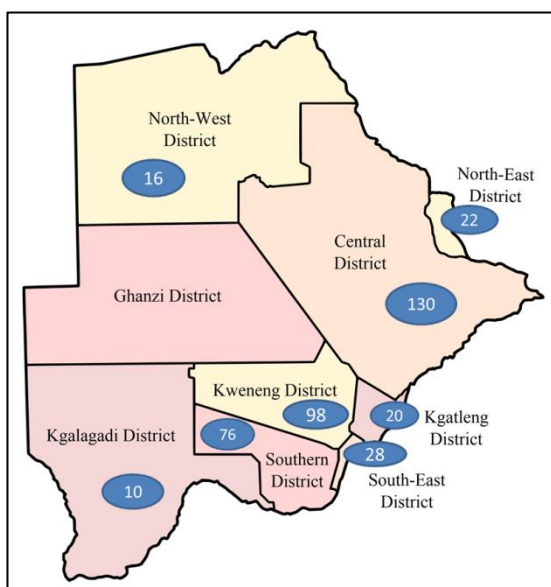 North-West
District
16
North-East
District
22
Central
District
130
Ghanzi District
Kweneng District
98
20
Kgatleng
District
Kgalagadi District
76
Southern
District
28
South-East
District
10